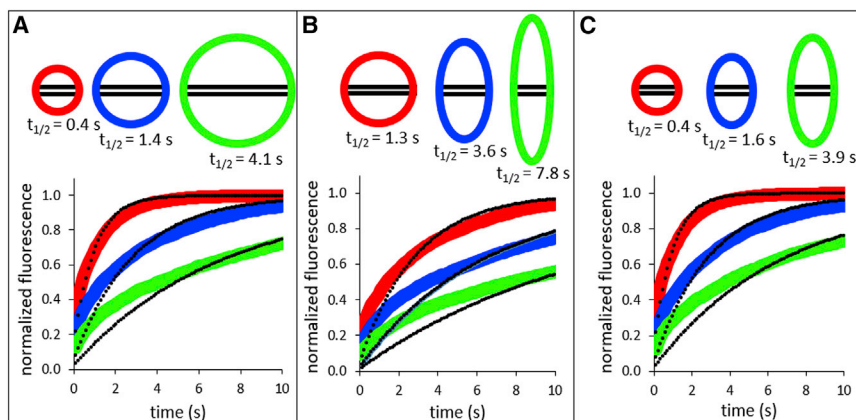 A
t1/2 = 0.4 s
t1/2 = 1.4 s
t1/2 = 4.1 s
normalized fluorescence
1.0
0.8
0.6
0.4
0.2
0.0
0 2 4 6 8 10
time (s)
B
t1/2 = 1.3 s
t1/2 = 3.6 s
t1/2 = 7.8 s
normalized fluorescence
1.0
0.8
0.6
0.4
0.2
0.0
0 2 4 6 8 10
time (s)
C
t1/2 = 0.4 s
t1/2 = 1.6 s
t1/2 = 3.9 s
normalized fluorescence
1.0
0.8
0.6
0.4
0.2
0.0
0 2 4 6 8 10
time (s)